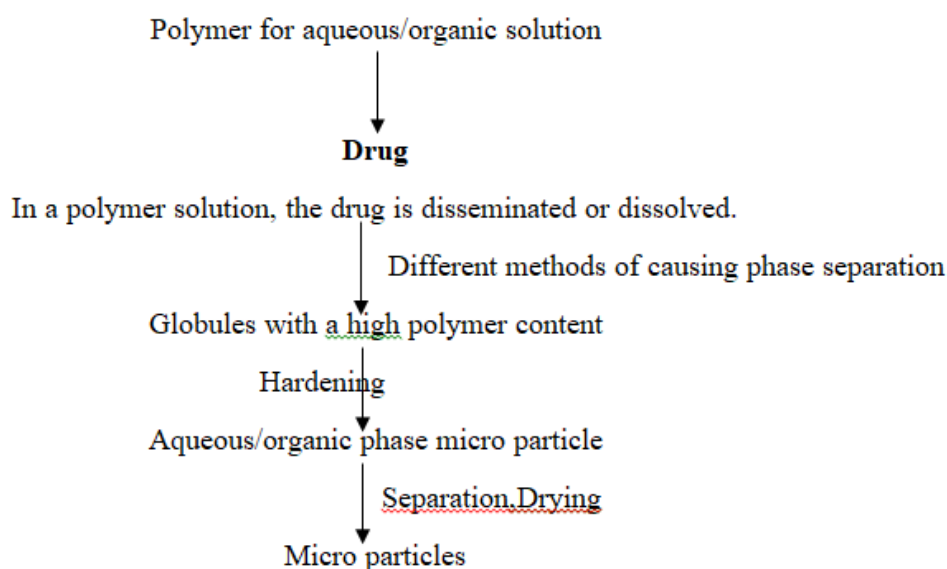 Polymer for aqueous/organic solution
Drug
In a polymer solution, the drug is disseminated or dissolved.
Different methods of causing phase separation
Globules with a high polymer content
Hardening
Aqueous/organic phase micro particle
Separation.Drying
Micro particles